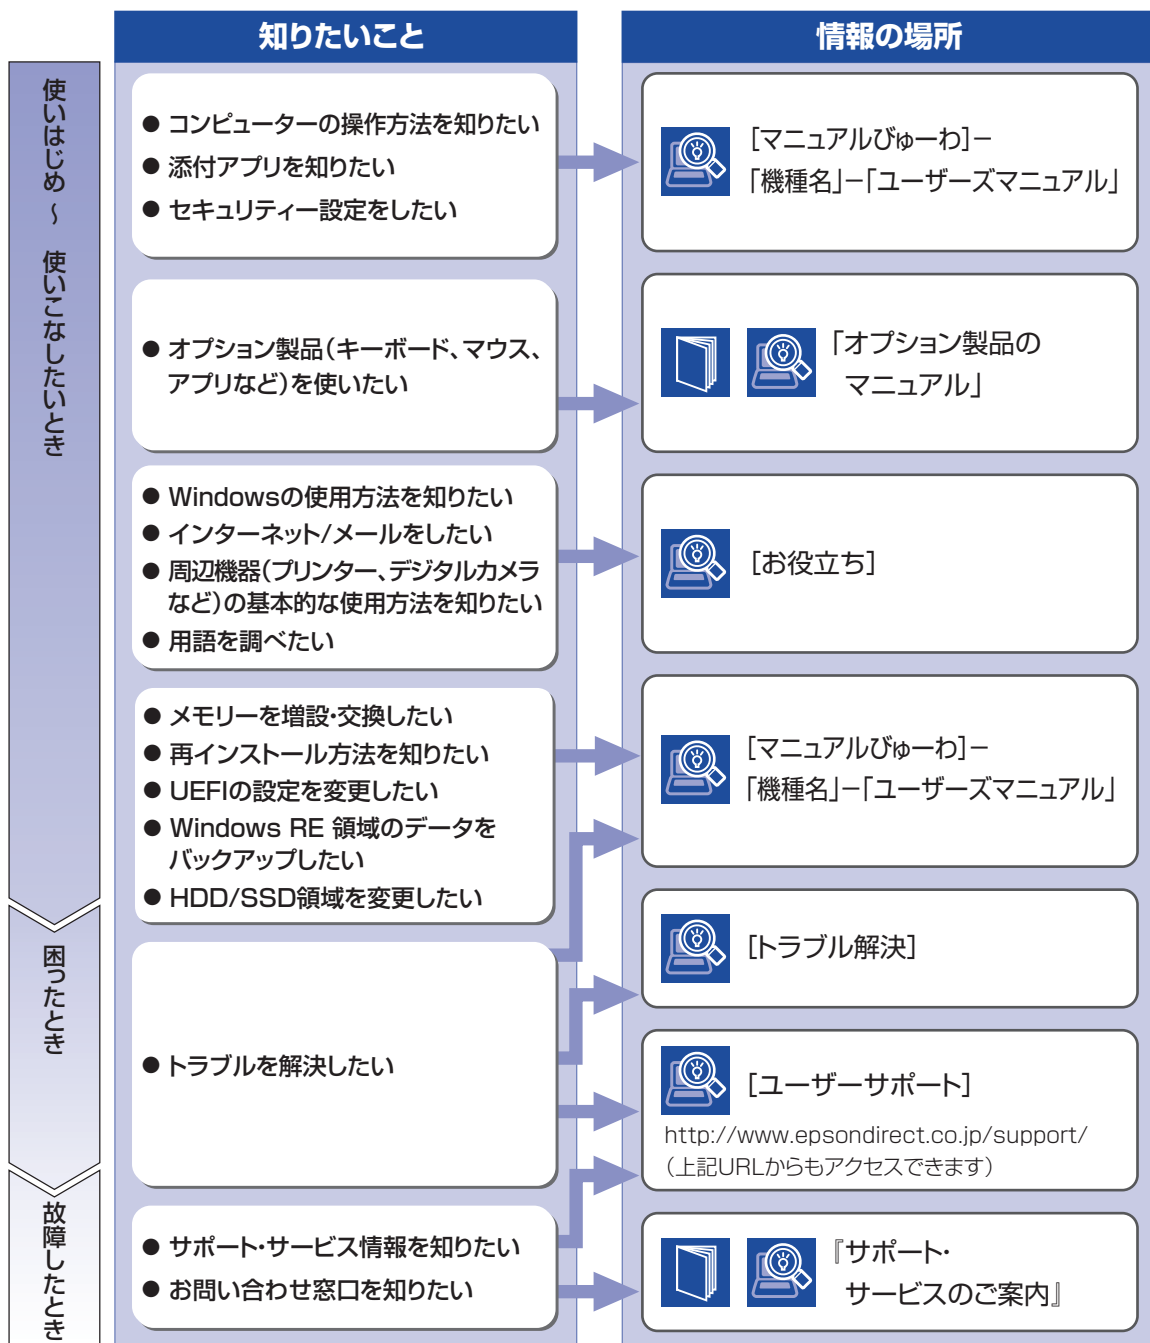 知りたいこと
情報の場所
使いはじめ ～ 使いこなしたいとき
● コンピューターの操作方法を知りたい
● 添付アプリを知りたい
● セキュリティー設定をしたい
［マニュアルびゅーわ］－
「機種名」－「ユーザーズマニュアル」
● オプション製品（キーボード、マウス、
アプリなど）を使いたい
「オプション製品の
マニュアル」
● Windowsの使用方法を知りたい
● インターネット/メールをしたい
● 周辺機器（プリンター、デジタルカメラ
など）の基本的な使用方法を知りたい
● 用語を調べたい
［お役立ち］
● メモリーを増設・交換したい
● 再インストール方法を知りたい
● UEFIの設定を変更したい
● Windows RE 領域のデータを
バックアップしたい
● HDD/SSD領域を変更したい
［マニュアルびゅーわ］－
「機種名」－「ユーザーズマニュアル」
困ったとき
● トラブルを解決したい
［トラブル解決］
［ユーザーサポート］
http://www.epsondirect.co.jp/support/
（上記URLからもアクセスできます）
故障したとき
● サポート・サービス情報を知りたい
● お問い合わせ窓口を知りたい
『サポート・
サービスのご案内』